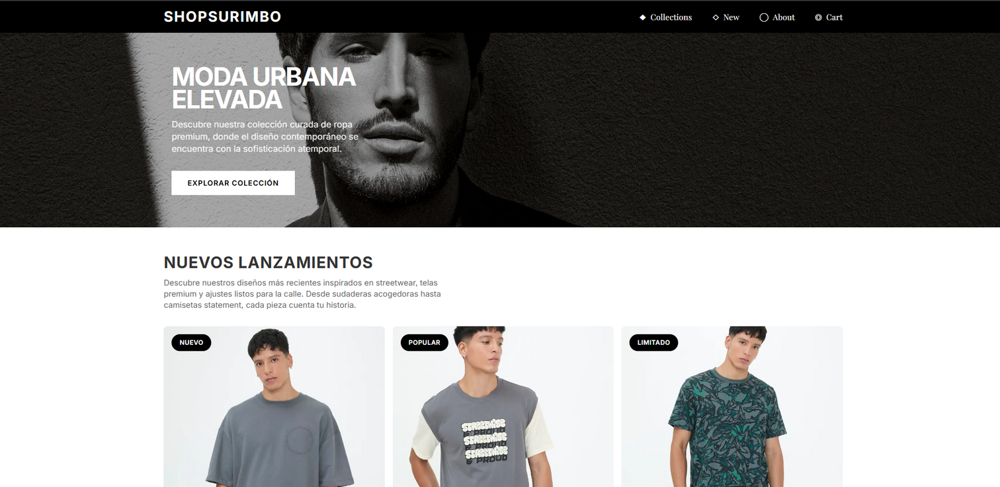 SHOPSURIMBO
Collections
New
About
Cart
MODA URBANA
ELEVADA
Descubre nuestra colección curada de ropa
premium, donde el diseño contemporáneo se
encuentra con la sofisticación atemporal.
EXPLORAR COLECCIÓN
NUEVOS LANZAMIENTOS
Descubre nuestros diseños más recientes inspirados en streetwear, telas
premium y ajustes listos para la calle. Desde sudaderas acogedoras hasta
camisetas statement, cada pieza cuenta tu historia.
NUEVO
POPULAR
LIMITADO
STREETWISE
& PROUD
STREETWISE
& PROUD
STREETWISE
& PROUD